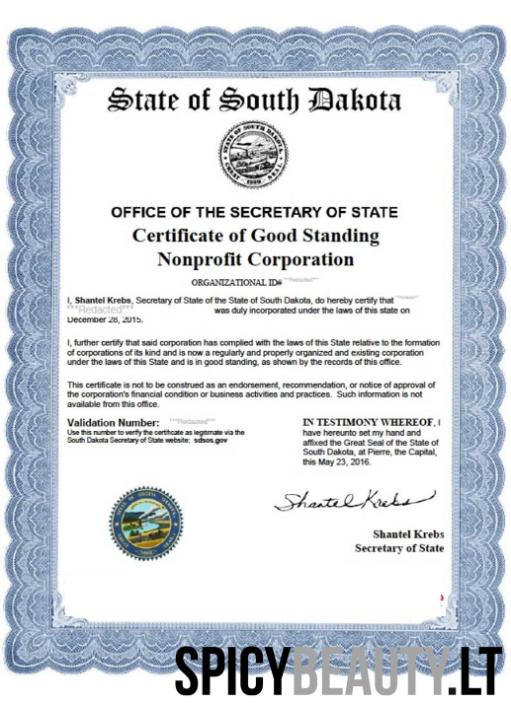 State of South Dakota
STATE OF SOUTH DAKOTA
GREAT SEAL
1889
OFFICE OF THE SECRETARY OF STATE
Certificate of Good Standing
Nonprofit Corporation
ORGANIZATIONAL ID# ***Redacted***
I, Shantel Krebs, Secretary of State of the State of South Dakota, do hereby certify that
***Redacted*** was duly incorporated under the laws of this state on
December 28, 2015.
I, further certify that said corporation has complied with the laws of this State relative to the formation
of corporations of its kind and is now a regularly and properly organized and existing corporation
under the laws of this State and is in good standing, as shown by the records of this office.
This certificate is not to be construed as an endorsement, recommendation, or notice of approval of
the corporation's financial condition or business activities and practices. Such information is not
available from this office.
Validation Number: ***Redacted***
Use this number to verify the certificate as legitimate via the
South Dakota Secretary of State website: sdsos.gov
IN TESTIMONY WHEREOF, I
have hereunto set my hand and
affixed the Great Seal of the State of
South Dakota, at Pierre, the Capital,
this May 23, 2016.
Shantel Krebs
Shantel Krebs
Secretary of State
SPICYBEAUTY.LT